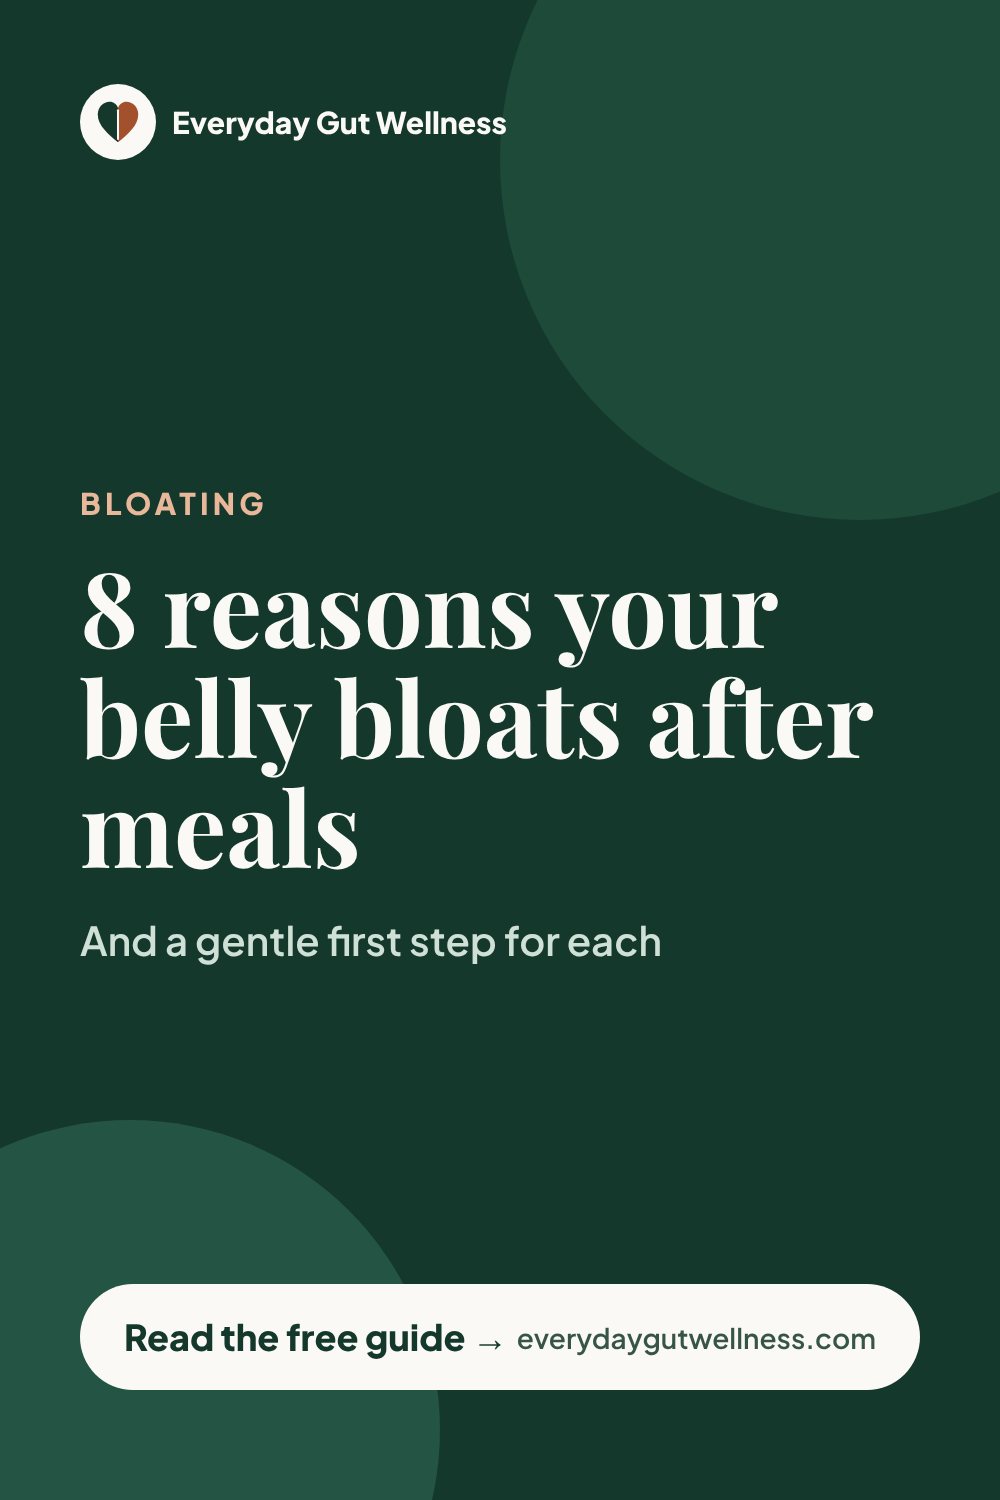 Everyday Gut Wellness
BLOATING
8 reasons your
belly bloats after
meals
And a gentle first step for each
Read the free guide → everydaygutwellness.com